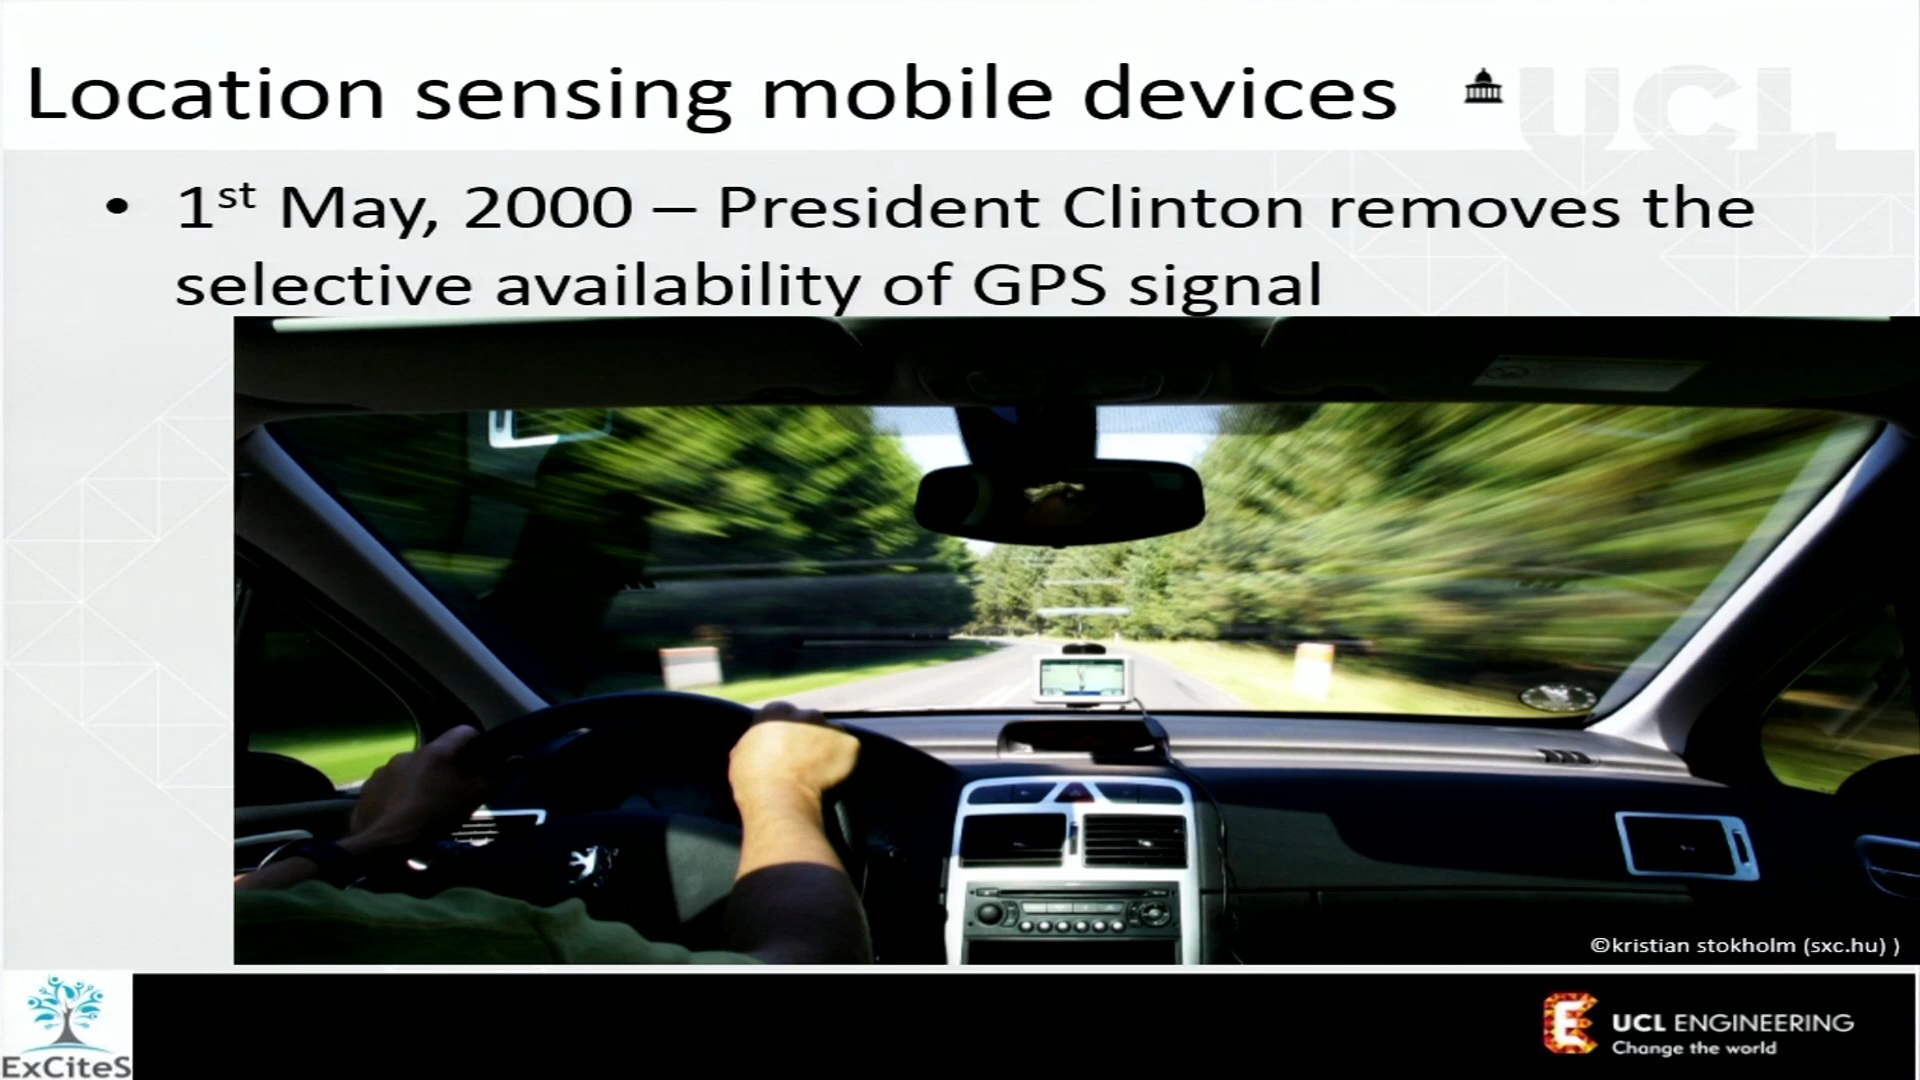 Location sensing mobile devices
UCL
• 1st May, 2000 – President Clinton removes the
selective availability of GPS signal
©kristian stokholm (sxc.hu) )
ExCiteS
UCL ENGINEERING
Change the world